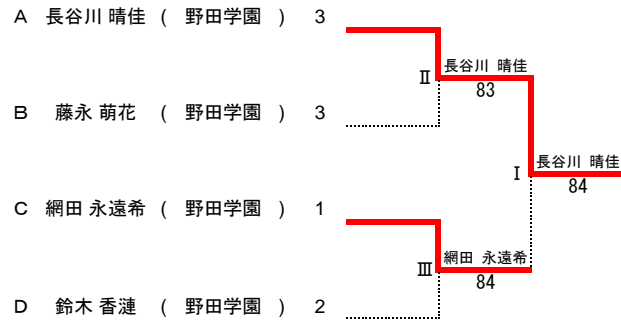 A 長谷川 晴佳 ( 野田学園 ) 3
長谷川 晴佳
Ⅱ
83
B 藤永 萌花 ( 野田学園 ) 3
長谷川 晴佳
Ⅰ
84
C 網田 永遠希 ( 野田学園 ) 1
網田 永遠希
Ⅲ
84
D 鈴木 香漣 ( 野田学園 ) 2